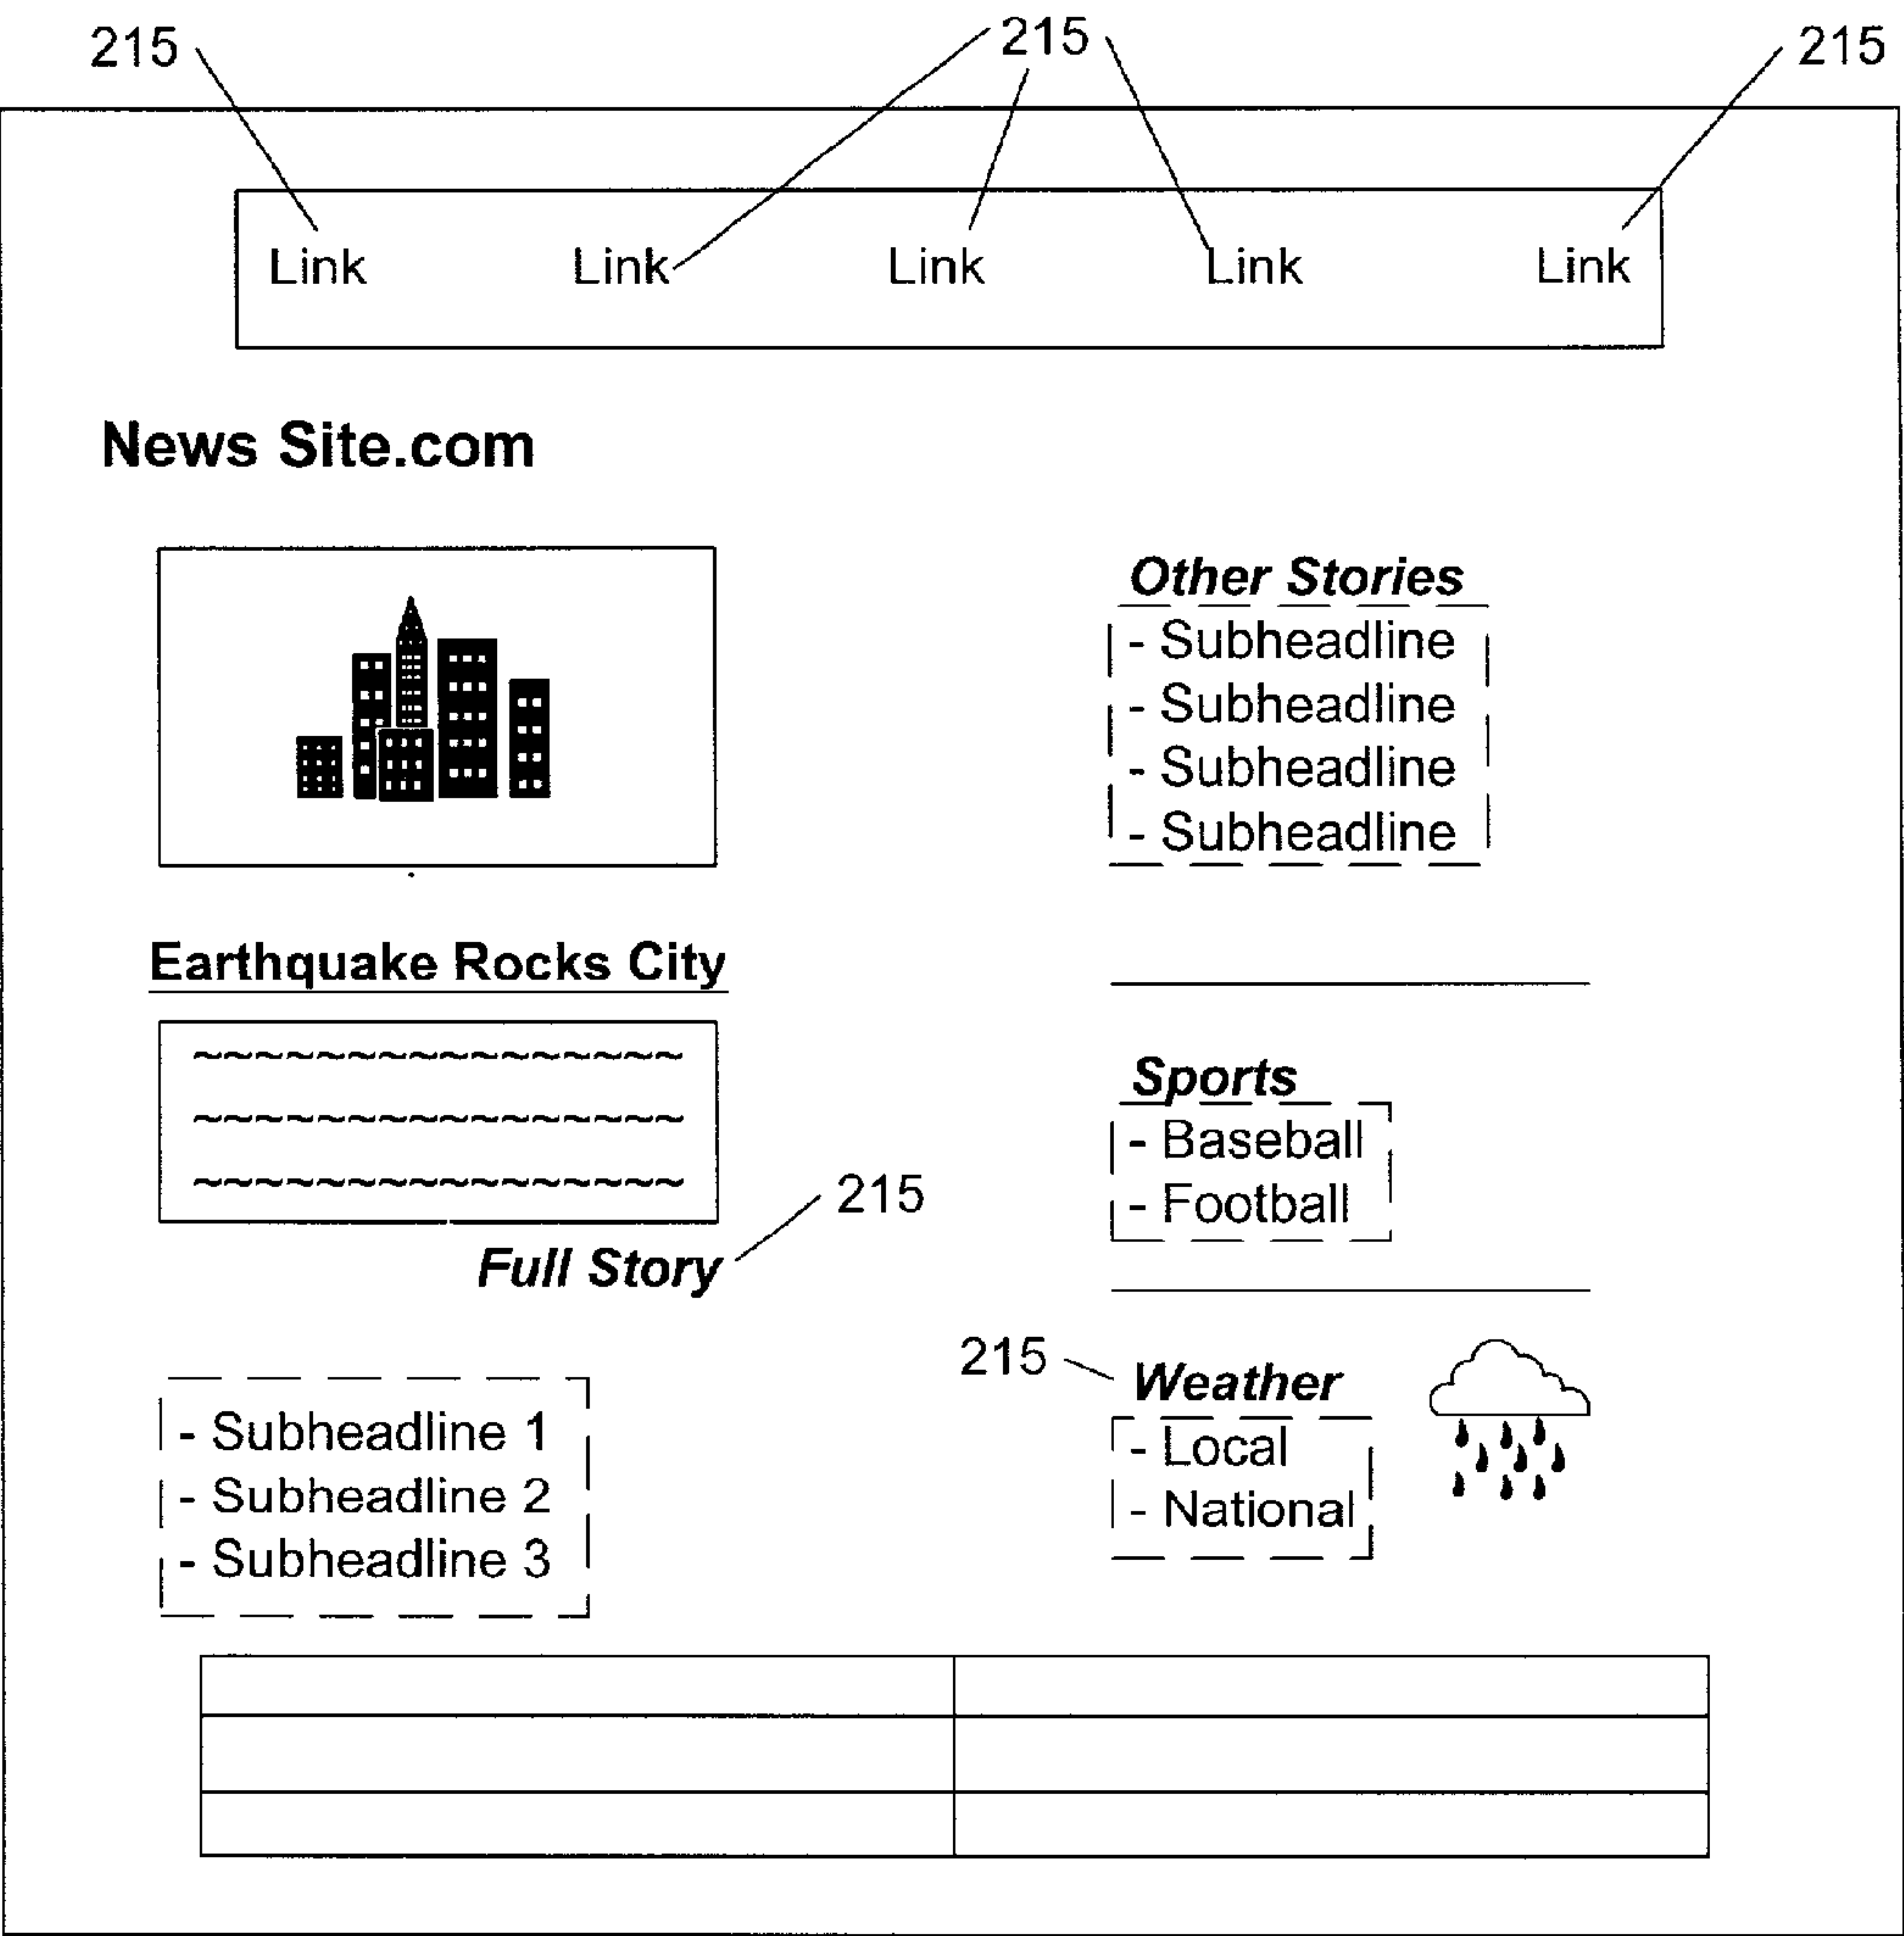 215 215 215
Link Link Link Link Link
News Site.com
Earthquake Rocks City
~~~~~~~~~~~~~~~~
~~~~~~~~~~~~~~~~
~~~~~~~~~~~~~~~~
215
Full Story
- Subheadline 1
- Subheadline 2
- Subheadline 3
Other Stories
- Subheadline
- Subheadline
- Subheadline
- Subheadline
Sports
- Baseball
- Football
215
Weather
- Local
- National